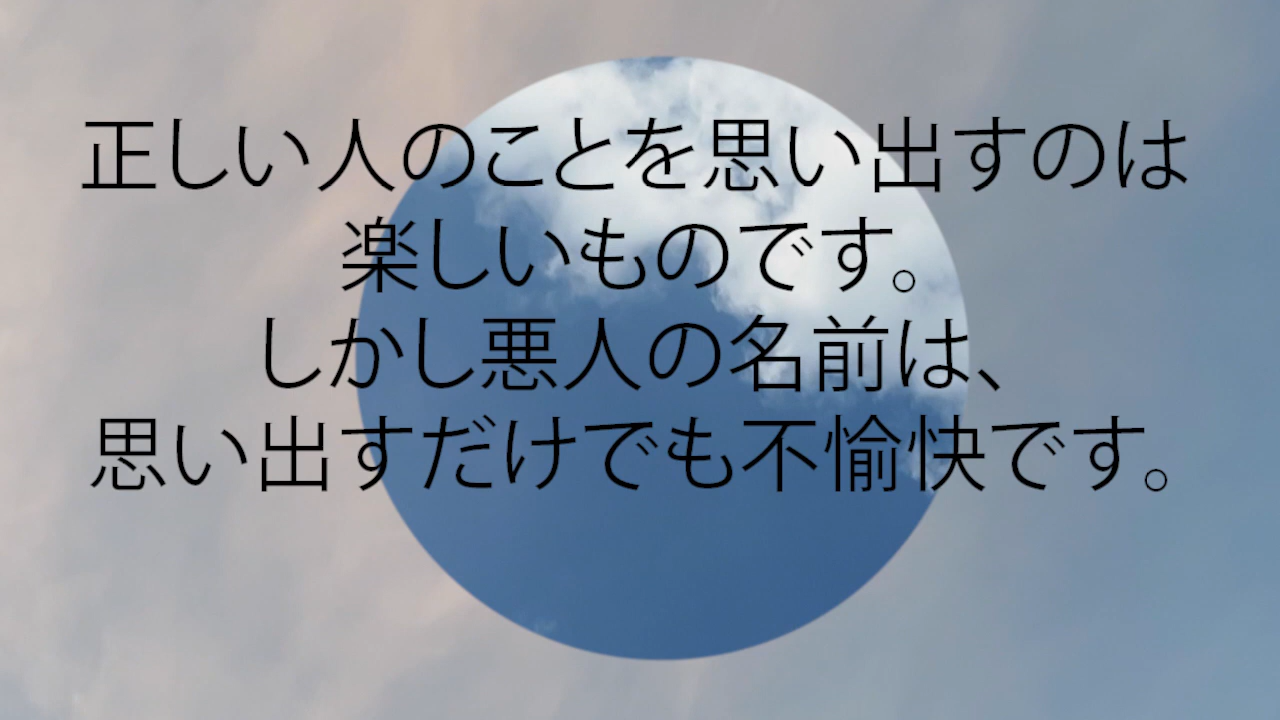 正しい人のことを思い出すのは
楽しいものです。
しかし悪人の名前は、
思い出すだけでも不愉快です。